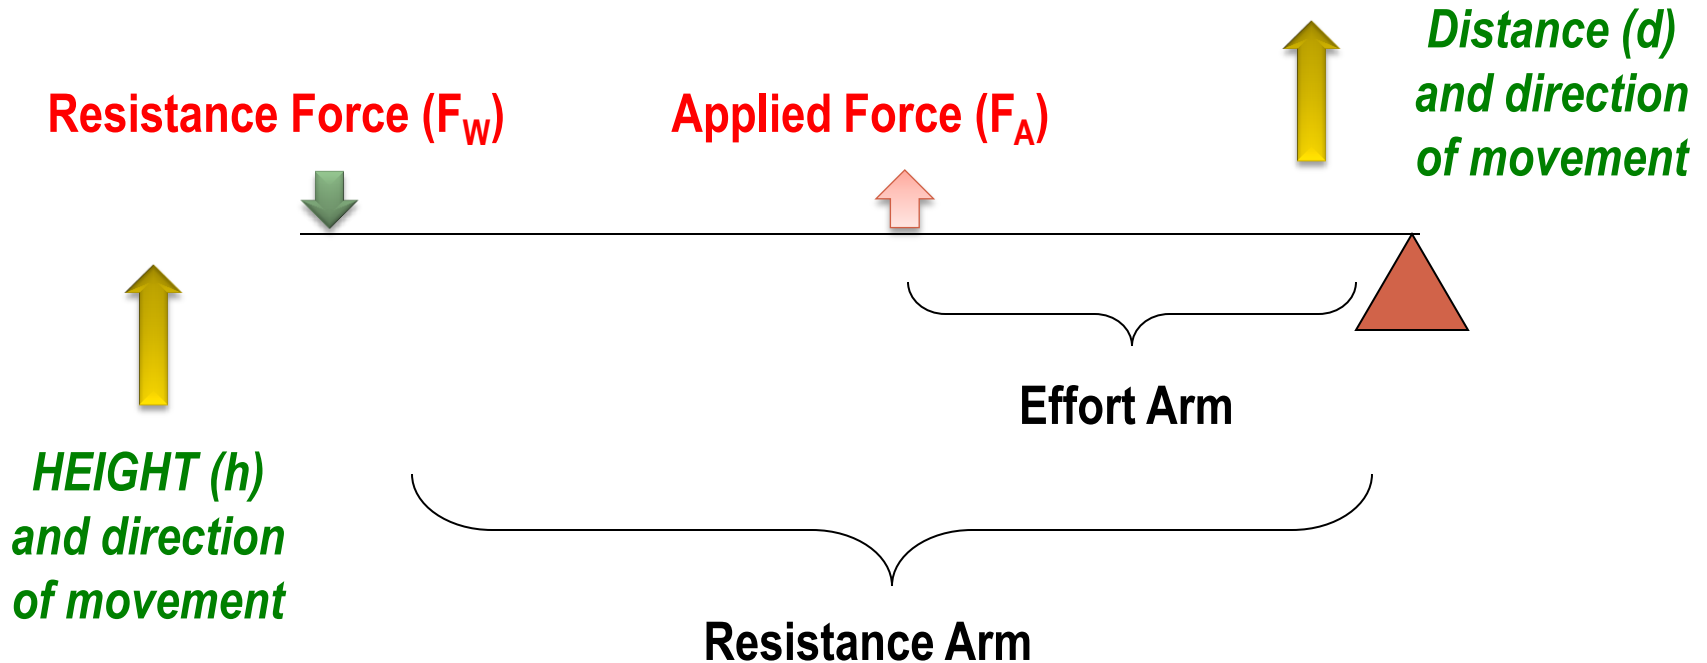 Distance (d)
and direction
of movement
Resistance Force (FW)
Applied Force (FA)
Effort Arm
HEIGHT (h)
and direction
of movement
Resistance Arm